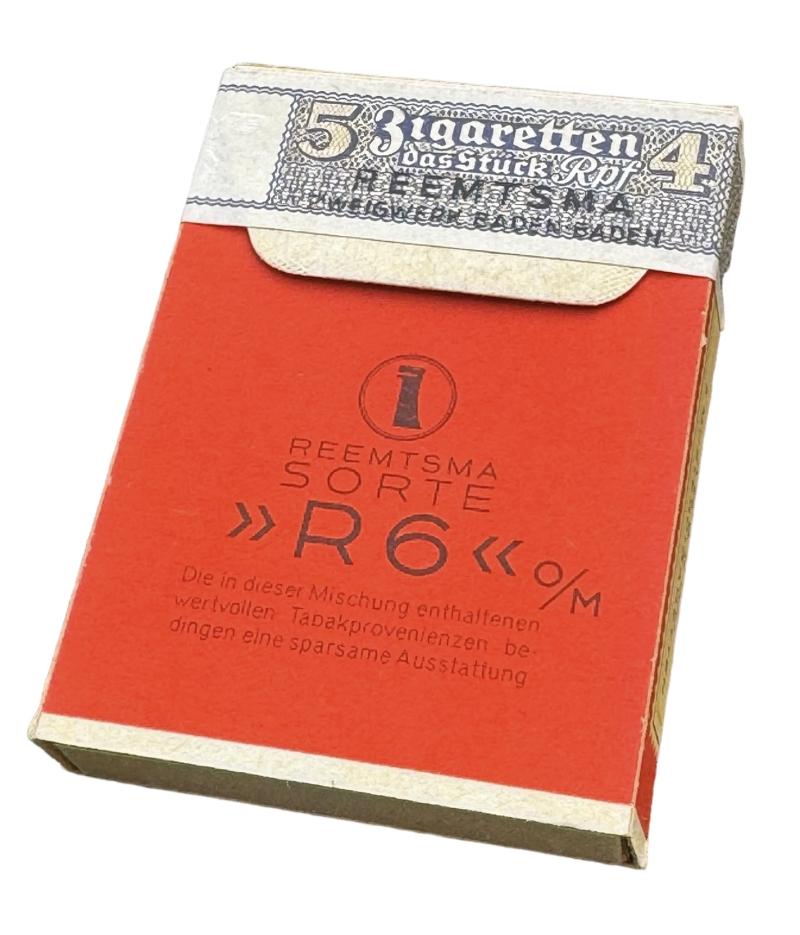 5 Zigaretten 4
das Stück Rpf
REEMTSMA
ZWEIGWERK BADEN-BADEN
REEMTSMA
SORTE
»R6« O/M
Die in dieser Mischung enthaltenen
wertvollen Tabakprovenienzen be-
dingen eine sparsame Ausstattung